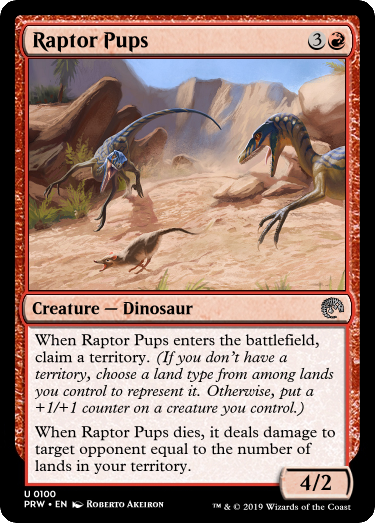 Raptor Pups 3
Creature — Dinosaur
When Raptor Pups enters the battlefield,
claim a territory. (If you don't have a
territory, choose a land type from among lands
you control to represent it. Otherwise, put a
+1/+1 counter on a creature you control.)
When Raptor Pups dies, it deals damage to
target opponent equal to the number of
lands in your territory.
4/2
U 0100
PRW • EN Roberto Akeiron
™ & © 2019 Wizards of the Coast